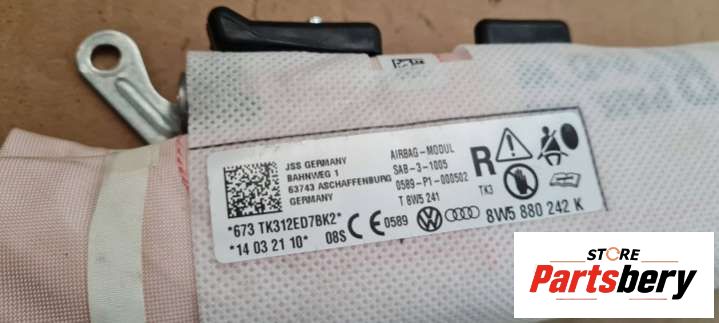 JSS GERMANY
BAHNWEG 1
63743 ASCHAFFENBURG
GERMANY
AIRBAG-MODUL
SAB-3-1005
0589-P1-000502
T 8W5 241
R
TK3
*673 TK312ED7BK2*
*14 03 21 10* 08S CE 0589 8W5 880 242 K
STORE
Partsbery